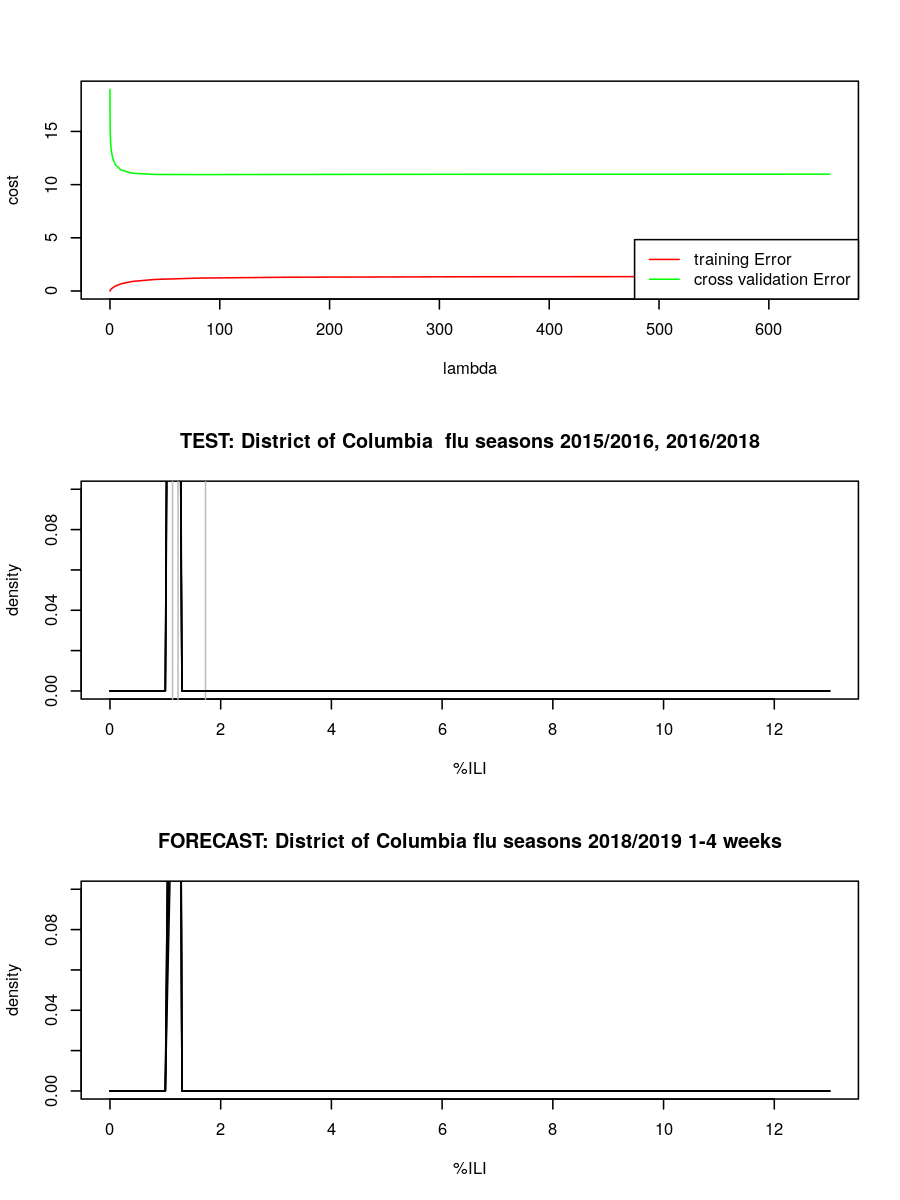 cost
15
10
5
0
training Error
cross validation Error
0 100 200 300 400 500 600
lambda
TEST: District of Columbia  flu seasons 2015/2016, 2016/2018
density
0.08
0.04
0.00
0 2 4 6 8 10 12
%ILI
FORECAST: District of Columbia flu seasons 2018/2019 1-4 weeks
density
0.08
0.04
0.00
0 2 4 6 8 10 12
%ILI